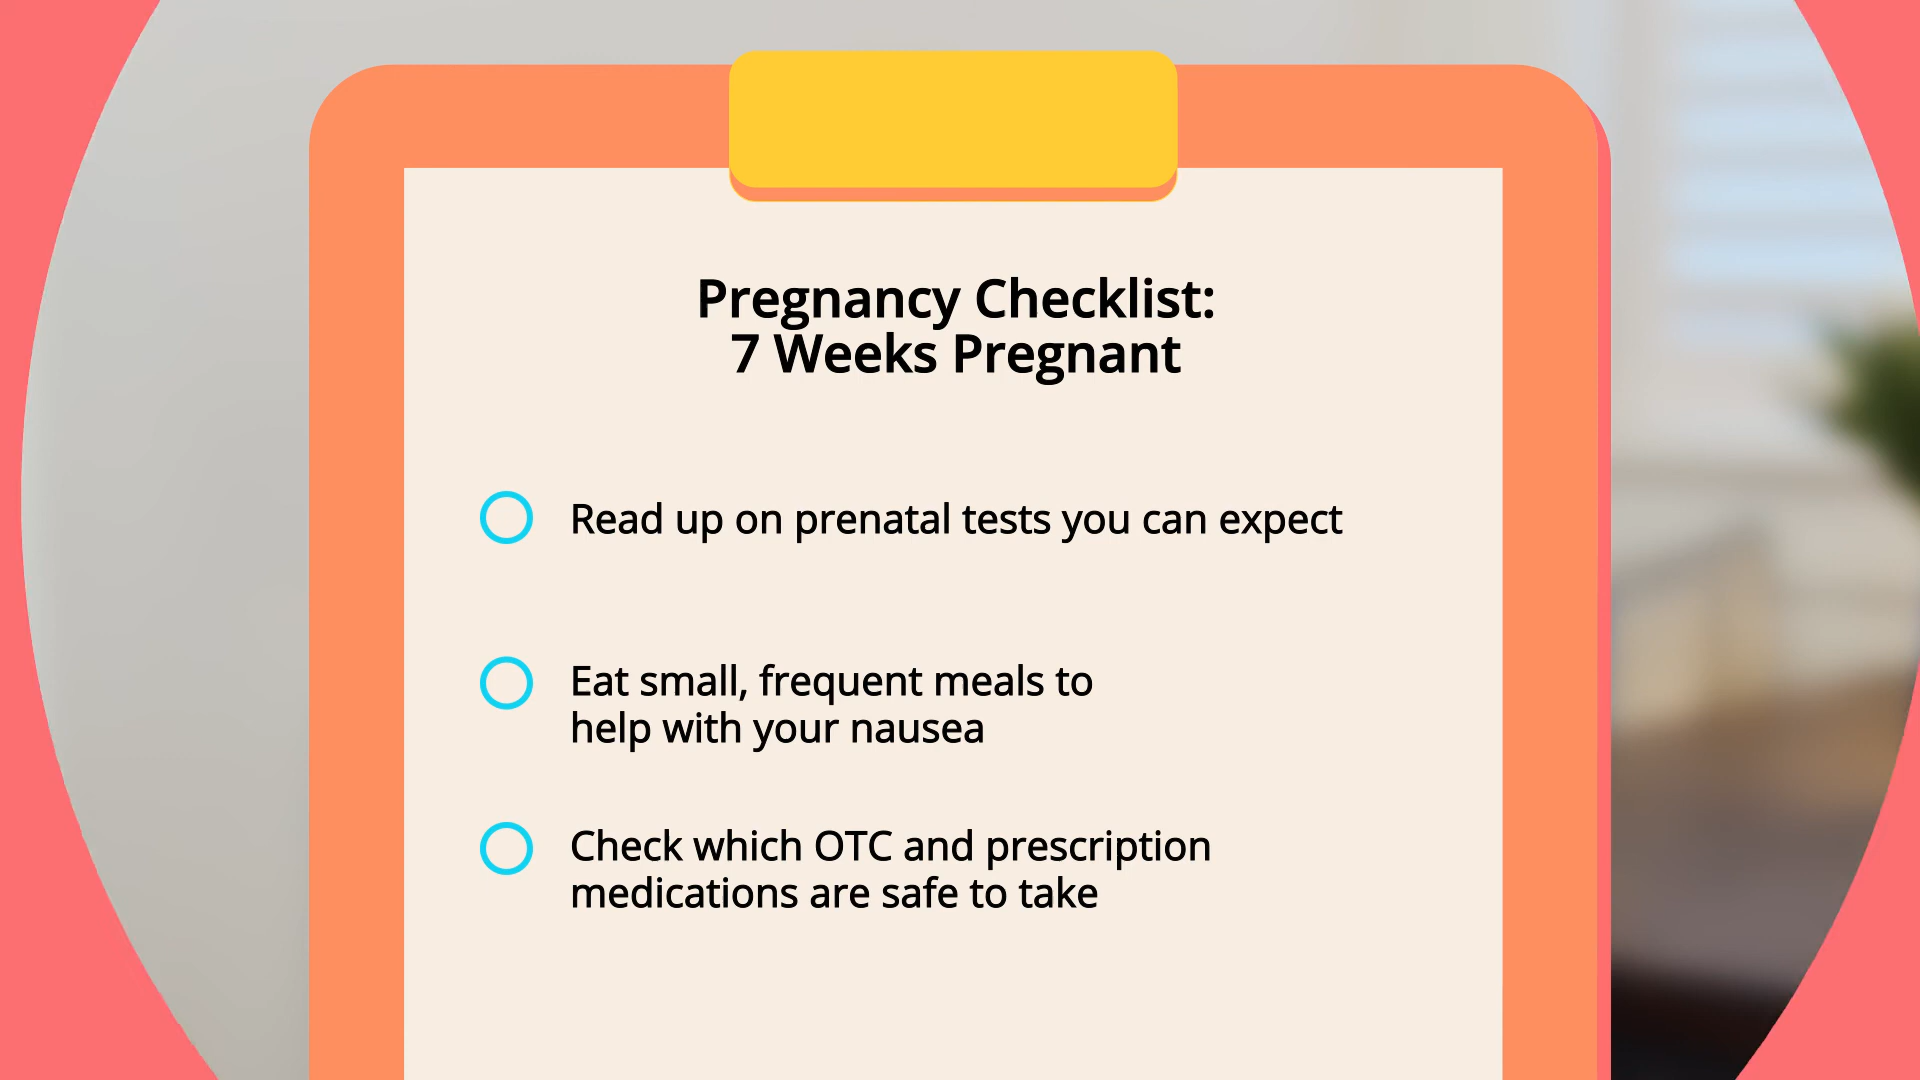 Pregnancy Checklist:
7 Weeks Pregnant
Read up on prenatal tests you can expect
Eat small, frequent meals to
help with your nausea
Check which OTC and prescription
medications are safe to take